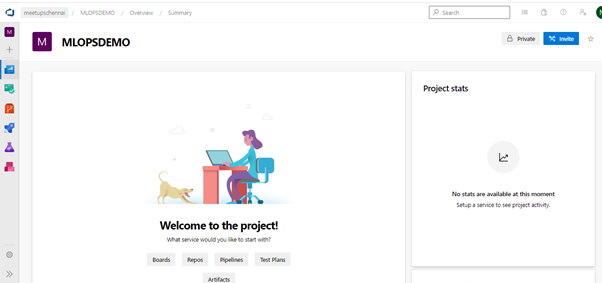 meetupschennai / MLOPSDEMO / Overview / Summary
Search
M
M MLOPSDEMO
Private
Invite
Project stats
No stats are available at this moment
Setup a service to see project activity.
Welcome to the project!
What service would you like to start with?
Boards Repos Pipelines Test Plans
Artifacts